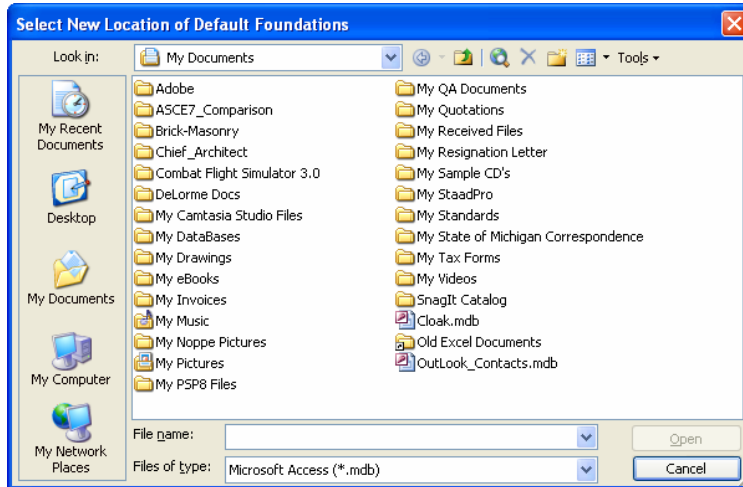 Select New Location of Default Foundations
Look in:
My Documents
Tools
My Recent
Documents
Desktop
My Documents
My Computer
My Network
Places
Adobe
ASCE7_Comparison
Brick-Masonry
Chief_Architect
Combat Flight Simulator 3.0
DeLorme Docs
My Camtasia Studio Files
My DataBases
My Drawings
My eBooks
My Invoices
My Music
My Noppe Pictures
My Pictures
My PSP8 Files
My QA Documents
My Quotations
My Received Files
My Resignation Letter
My Sample CD's
My StaadPro
My Standards
My State of Michigan Correspondence
My Tax Forms
My Videos
SnagIt Catalog
Cloak.mdb
Old Excel Documents
OutLook_Contacts.mdb
File name:
Open
Files of type:
Microsoft Access (*.mdb)
Cancel